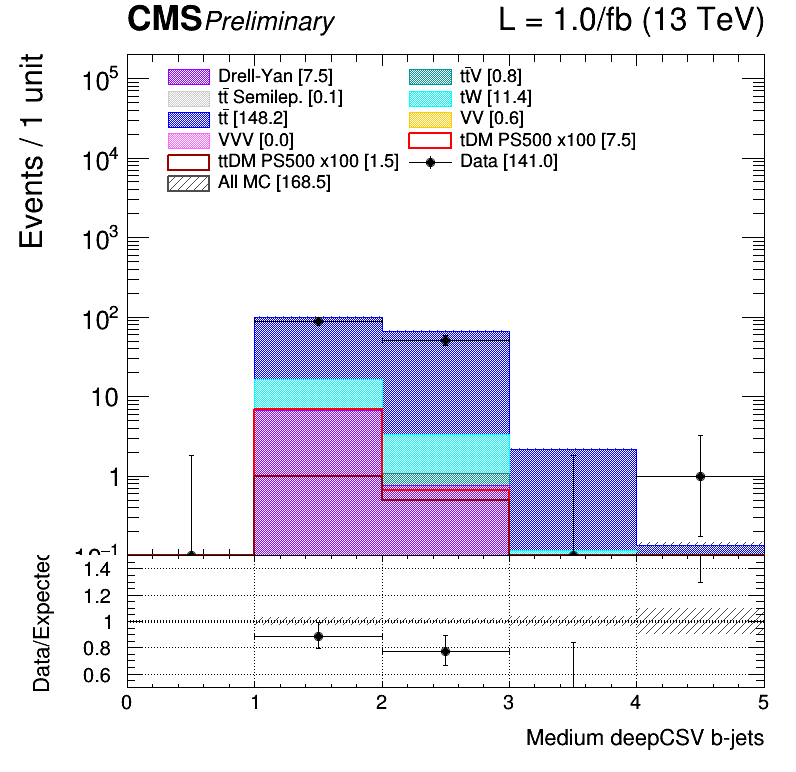 CMS Preliminary L = 1.0/fb (13 TeV)
Events / 1 unit
10⁵
10⁴
10³
10²
10
1
10⁻¹
Drell-Yan [7.5]
tt̄ Semilep. [0.1]
tt̄ [148.2]
VVV [0.0]
ttDM PS500 x100 [1.5]
All MC [168.5]
tt̄V [0.8]
tW [11.4]
VV [0.6]
tDM PS500 x100 [7.5]
Data [141.0]
Data/Expected
1.4
1.2
1
0.8
0.6
0 1 2 3 4 5
Medium deepCSV b-jets